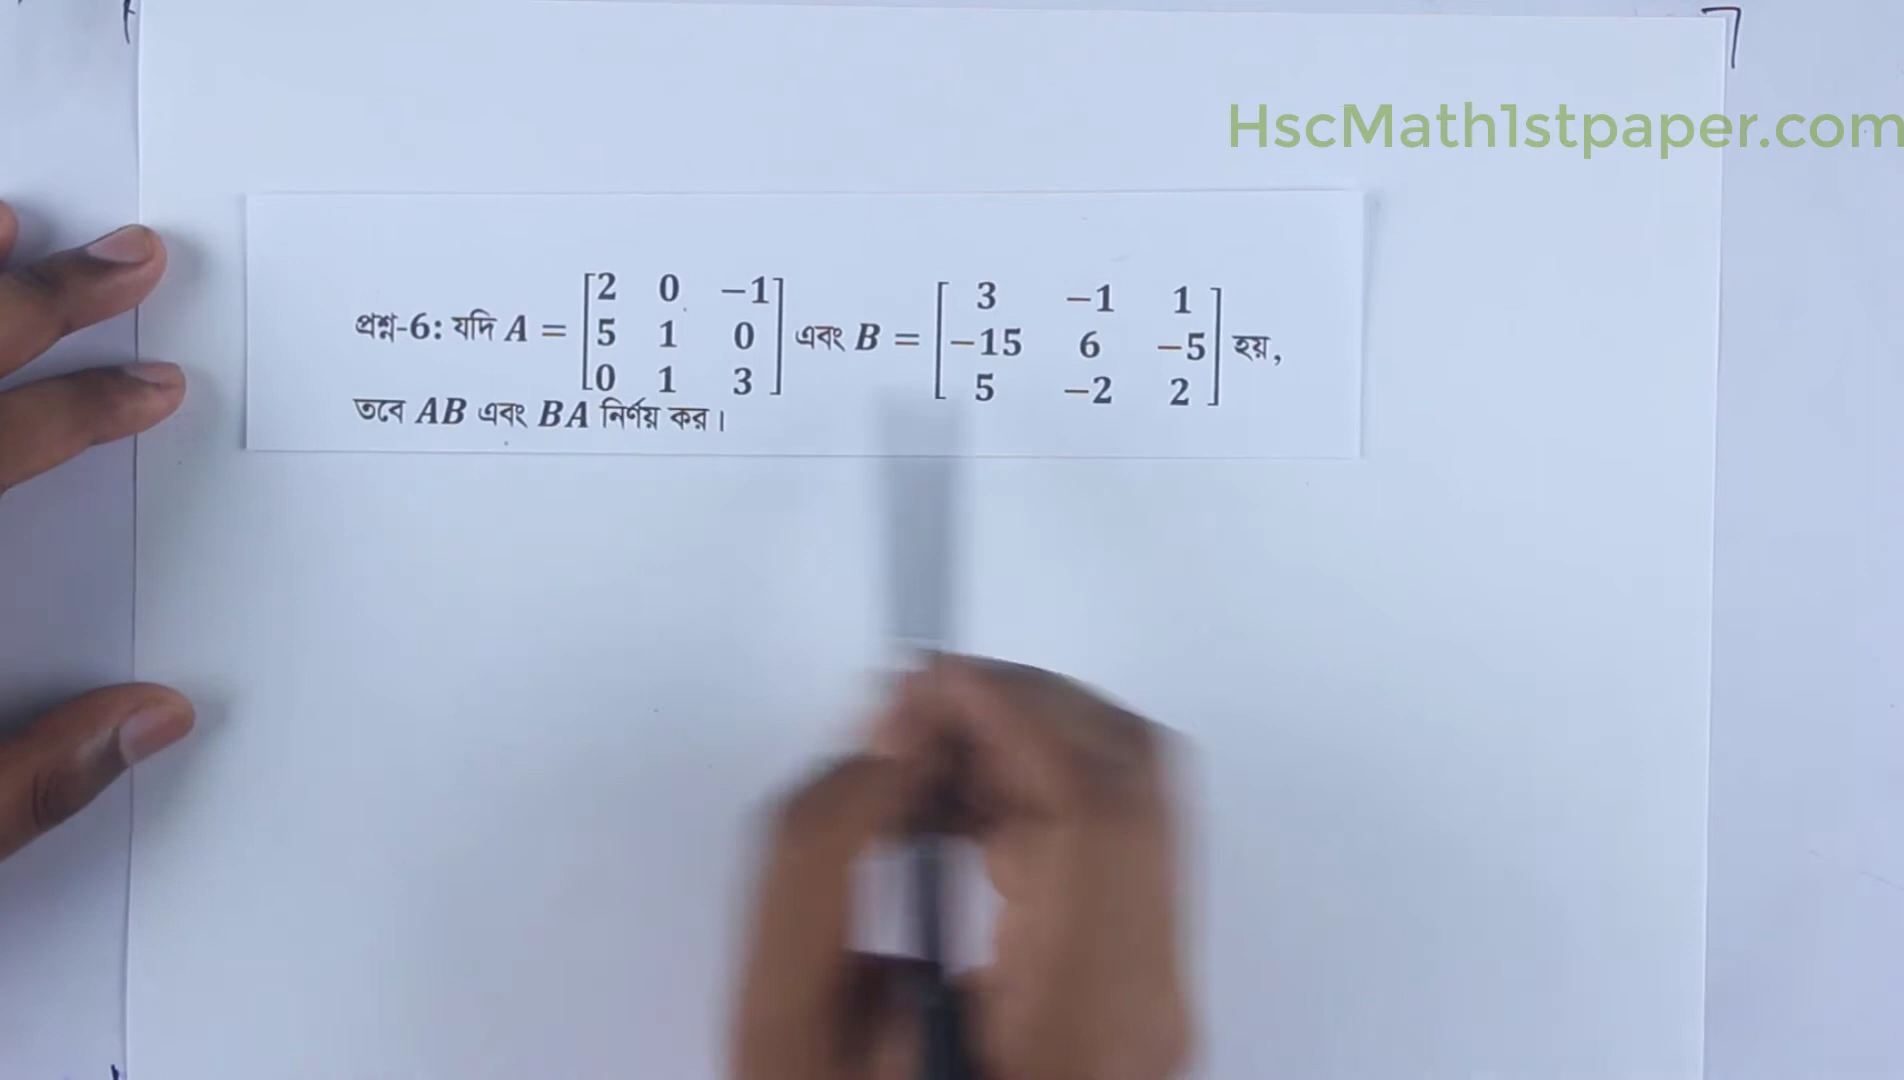 HscMath1stpaper.com
প্রশ্ন-6: যদি A = [2 0 −1; 5 1 0; 0 1 3] এবং B = [3 −1 1; −15 6 −5; 5 −2 2] হয়,
তবে AB এবং BA নির্ণয় কর।